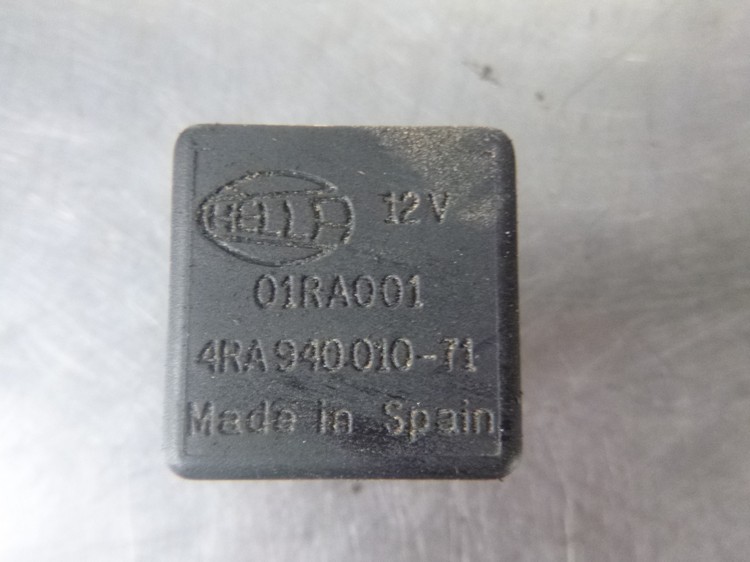 HELLA 12V
01RA001
4RA 940 010-71
Made in Spain